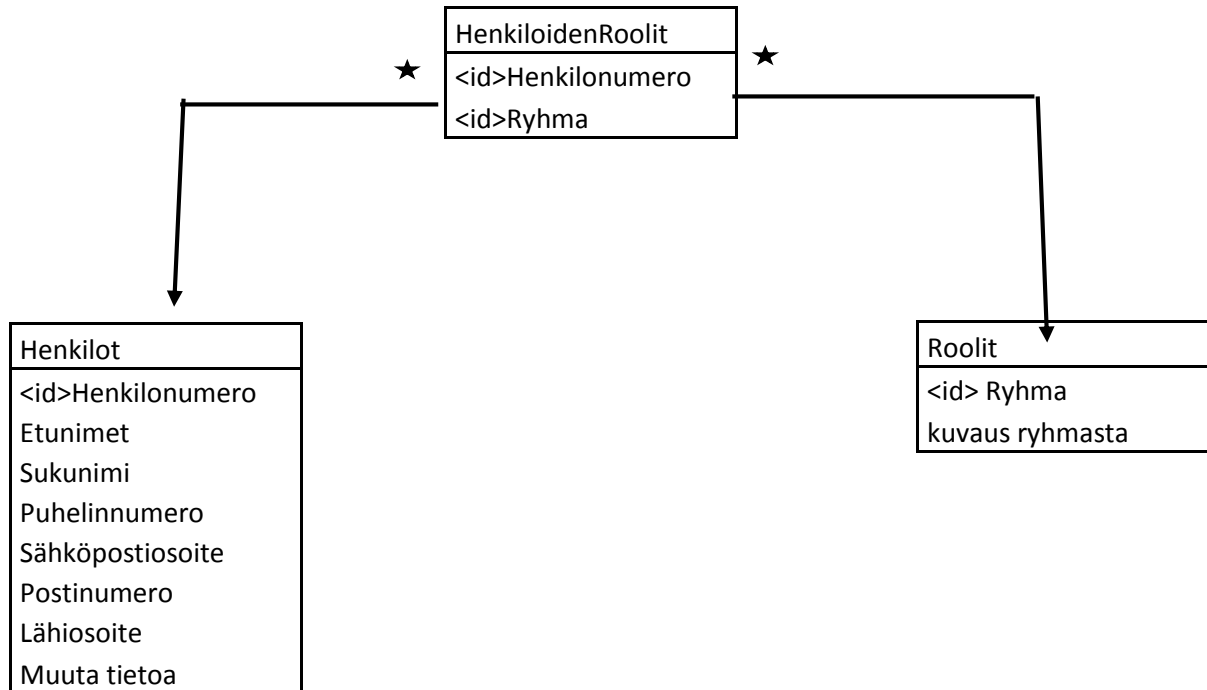 HenkiloidenRoolit
<id>Henkilonumero
<id>Ryhma
Henkilot
<id>Henkilonumero
Etunimet
Sukunimi
Puhelinnumero
Sähköpostiosoite
Postinumero
Lähiosoite
Muuta tietoa
Roolit
<id> Ryhma
kuvaus ryhmasta